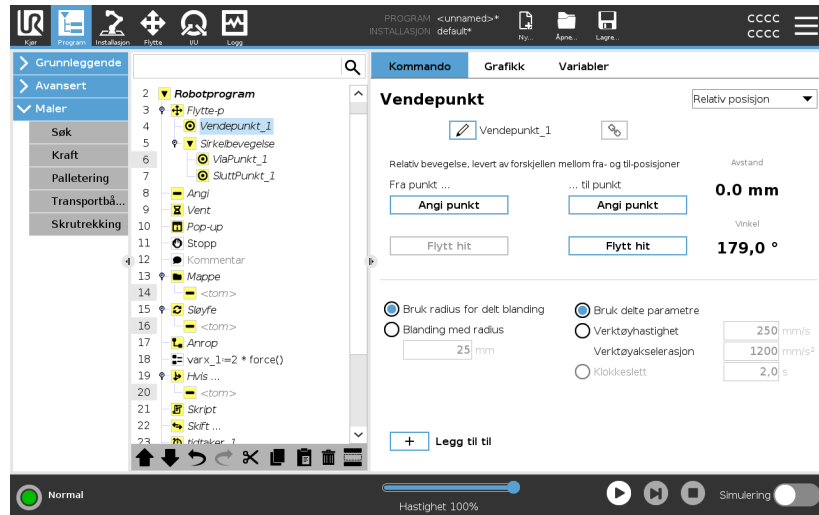 PROGRAM <unnamed>*
INSTALLASJON default*
CCCC
CCCC
Kjør Program Installasjon Flytte I/U Logg
Ny... Åpne... Lagre...
Grunnleggende
Avansert
Maler
Søk
Kraft
Palletering
Transportbå...
Skrutrekking
2 Robotprogram
3 Flytte-p
4 Vendepunkt_1
5 Sirkelbevegelse
6 ViaPunkt_1
7 SluttPunkt_1
8 Angi
9 Vent
10 Pop-up
11 Stopp
12 Kommentar
13 Mappe
14 <tom>
15 Sløyfe
16 <tom>
17 Anrop
18 varx_1≔2 * force()
19 Hvis ...
20 <tom>
21 Skript
22 Skift ...
23 tidtaker_1
Kommando Grafikk Variabler
Vendepunkt
Relativ posisjon
Vendepunkt_1
Relativ bevegelse, levert av forskjellen mellom fra- og til-posisjoner
Avstand
Fra punkt ... ... til punkt
0.0 mm
Angi punkt Angi punkt
Vinkel
Flytt hit Flytt hit
179,0 °
Bruk radius for delt blanding
Blanding med radius
25 mm
Bruk delte parametre
Verktøyhastighet 250 mm/s
Verktøyakselerasjon 1200 mm/s²
Klokkeslett 2,0 s
+ Legg til til
Normal
Hastighet 100%
Simulering